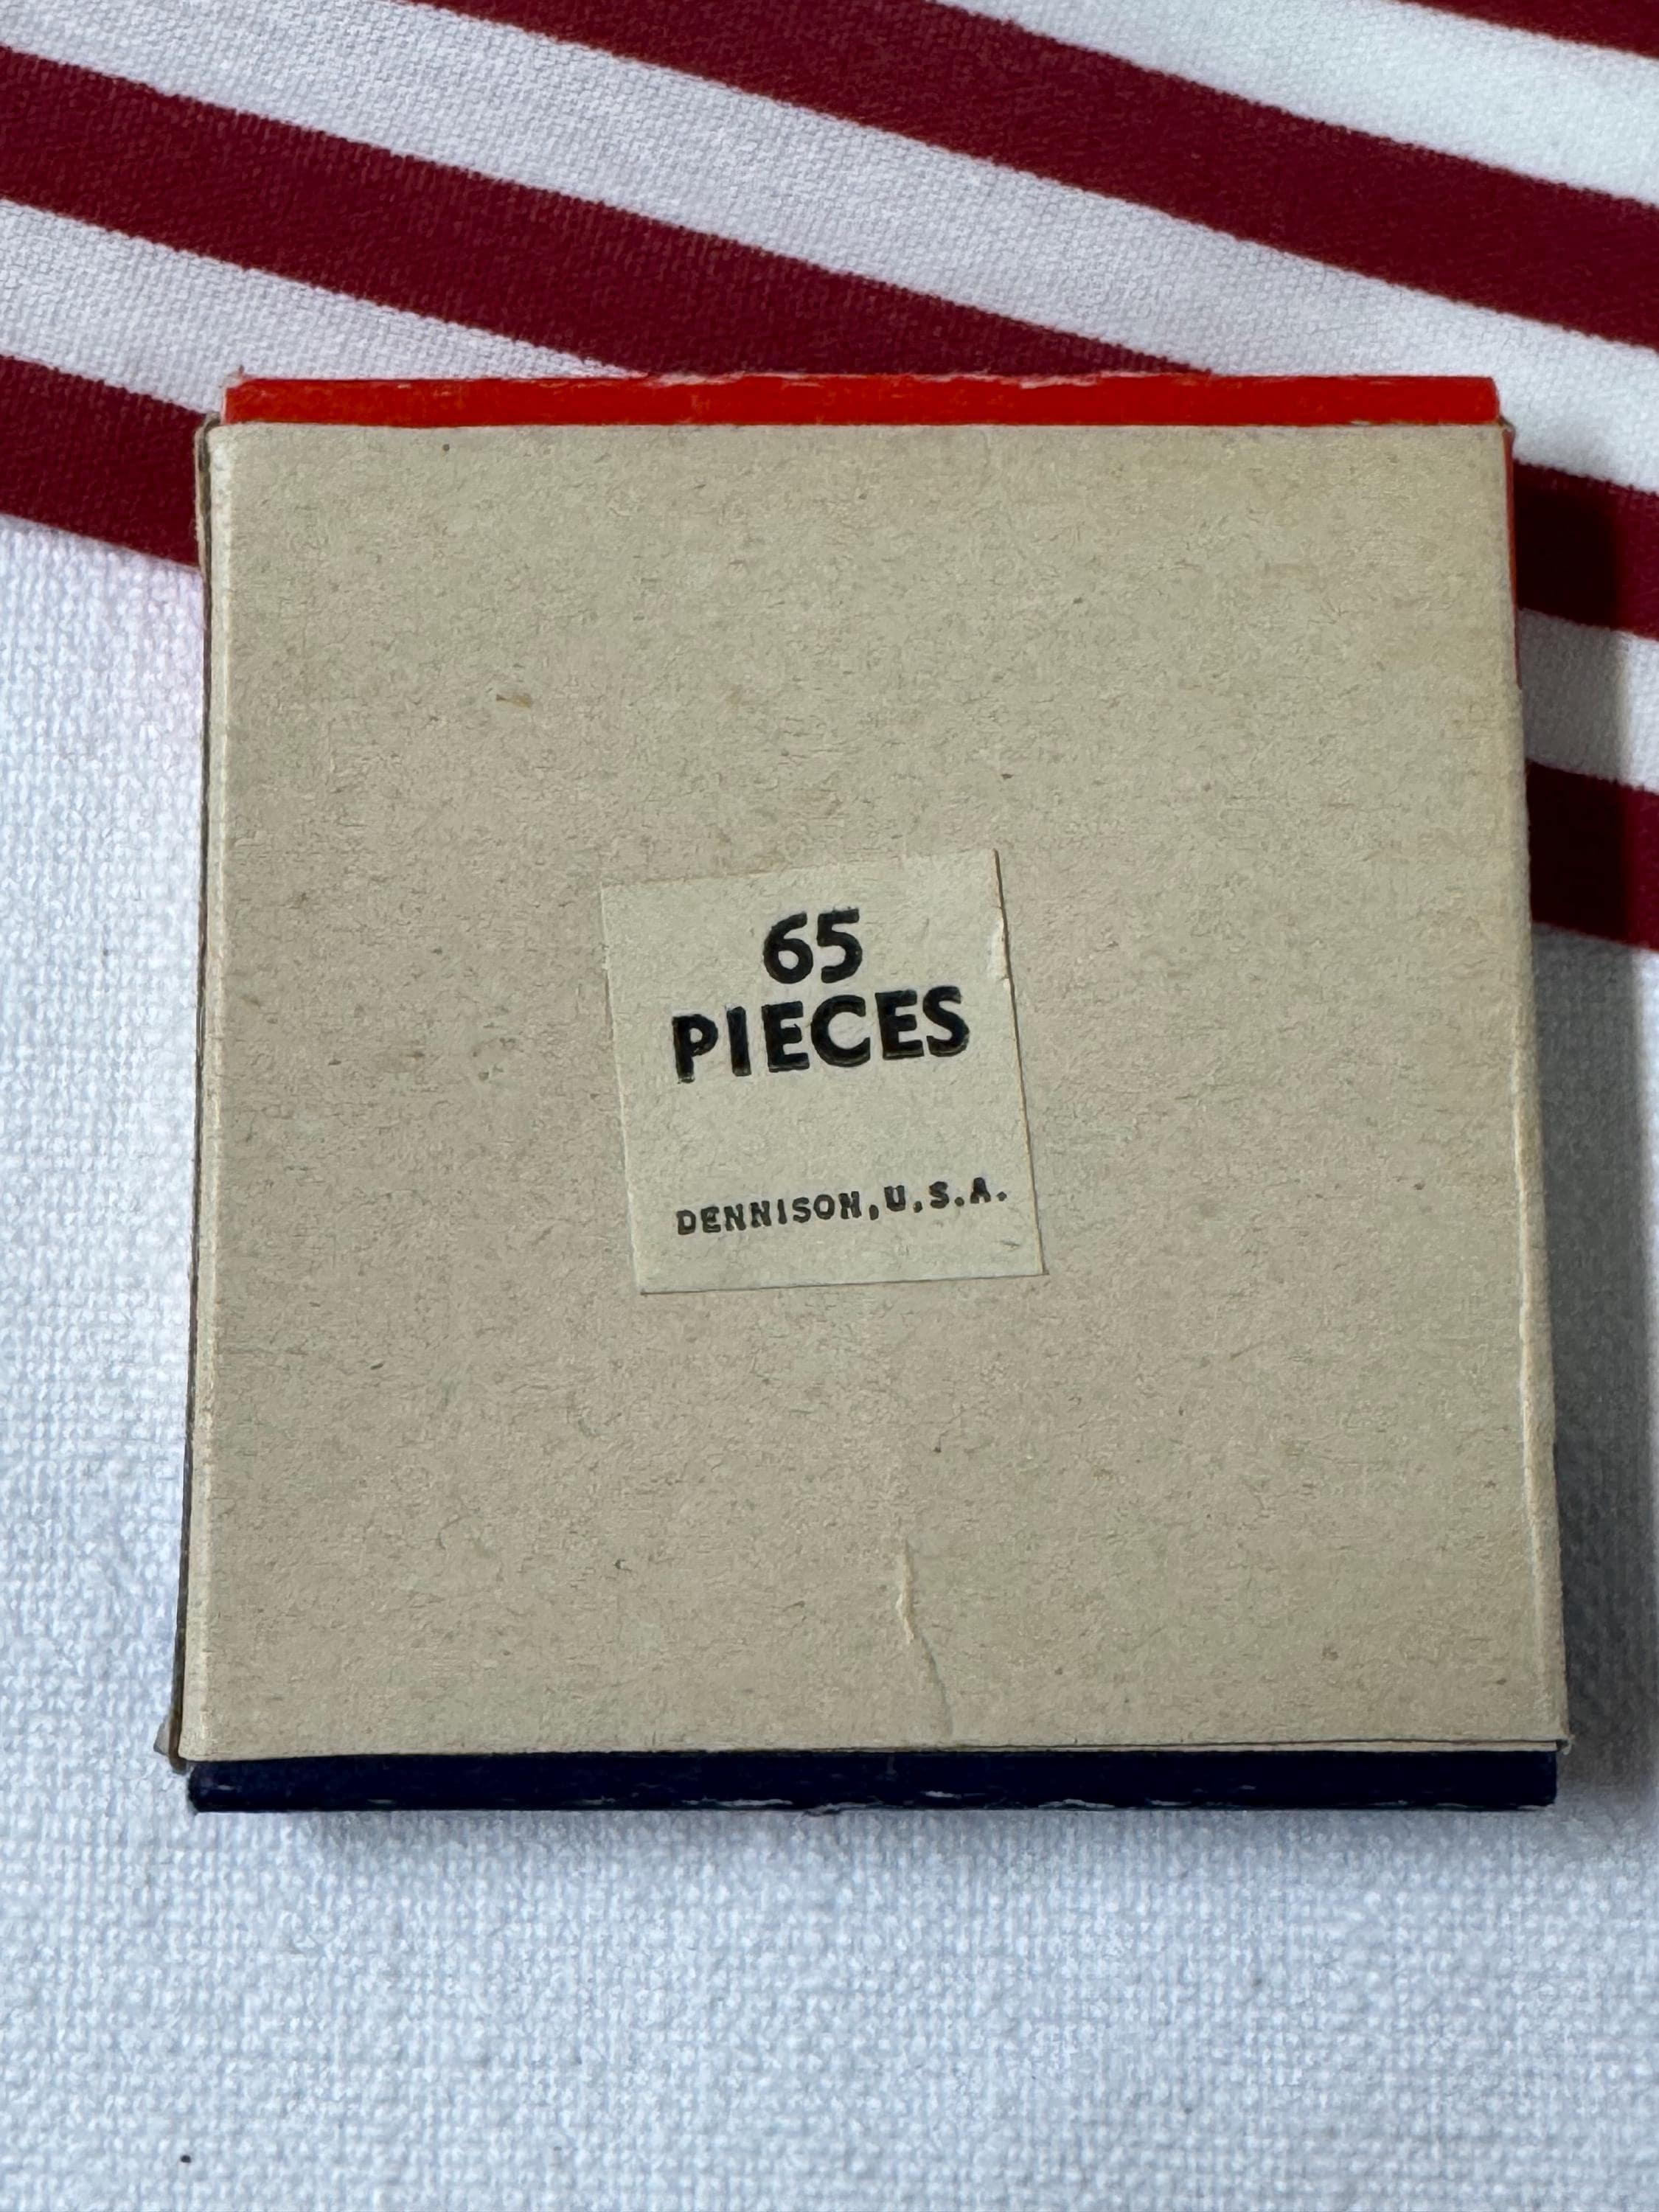 65
PIECES
DENNISON, U.S.A.